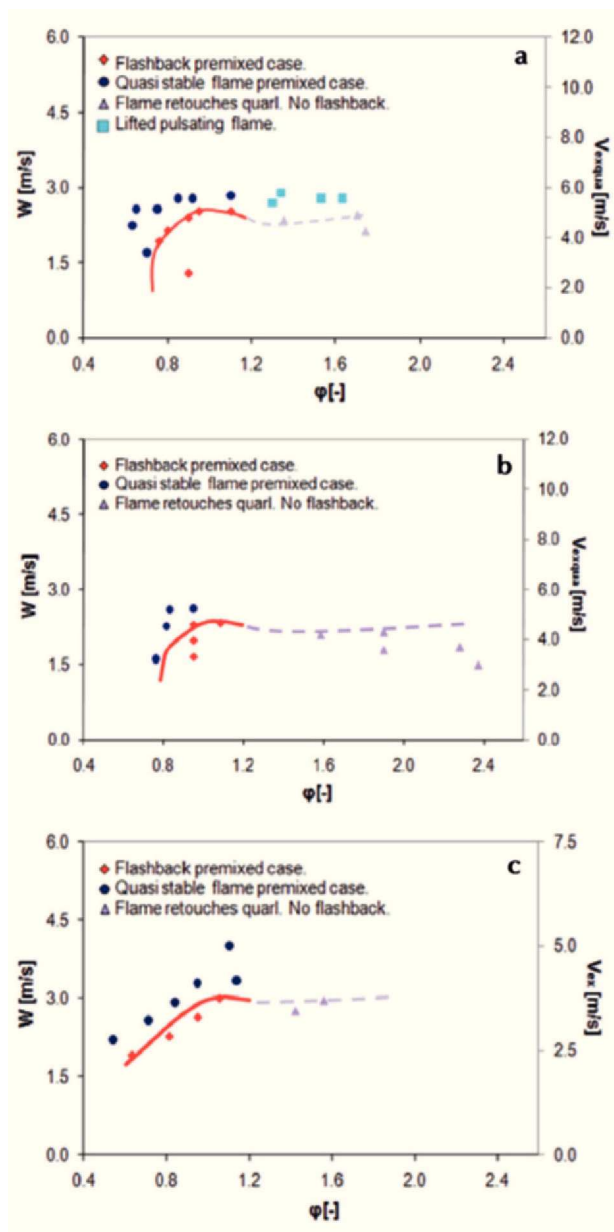 a
Flashback premixed case.
Quasi stable flame premixed case.
Flame retouches quarl. No flashback.
Lifted pulsating flame.
6.0
4.5
3.0
1.5
0.0
W [m/s]
12.0
10.0
8.0
6.0
4.0
2.0
0.0
Vexqua [m/s]
0.4 0.8 1.2 1.6 2.0 2.4
φ[-]
b
Flashback premixed case.
Quasi stable flame premixed case.
Flame retouches quarl. No flashback.
6.0
4.5
3.0
1.5
0.0
W [m/s]
12.0
10.0
8.0
6.0
4.0
2.0
0.0
Vexqua [m/s]
0.4 0.8 1.2 1.6 2.0 2.4
φ[-]
c
Flashback premixed case.
Quasi stable flame premixed case.
Flame retouches quarl. No flashback.
6.0
4.5
3.0
1.5
0.0
W [m/s]
7.5
5.0
2.5
0.0
Vex [m/s]
0.4 0.8 1.2 1.6 2.0 2.4
φ[-]